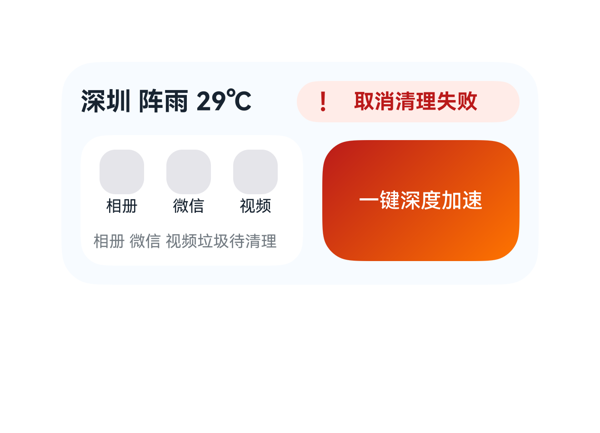 深圳 阵雨 29℃
! 取消清理失败
相册 微信 视频
相册 微信 视频垃圾待清理
一键深度加速